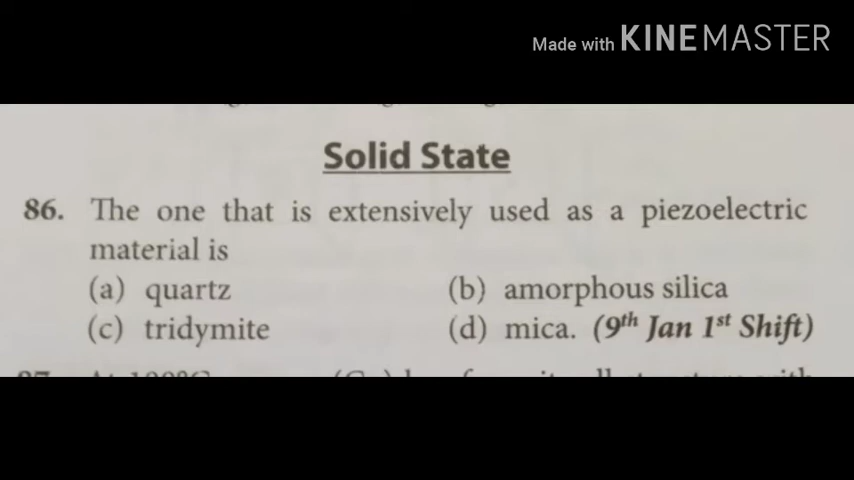 Made with KINEMASTER
Solid State
86. The one that is extensively used as a piezoelectric
material is
(a) quartz (b) amorphous silica
(c) tridymite (d) mica. (9th Jan 1st Shift)